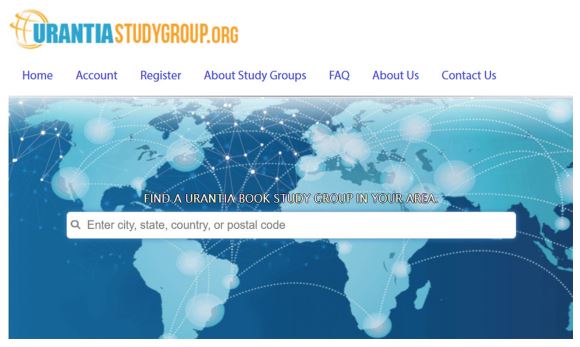 URANTIASTUDYGROUP.ORG
Home Account Register About Study Groups FAQ About Us Contact Us
FIND A URANTIA BOOK STUDY GROUP IN YOUR AREA.
Enter city, state, country, or postal code